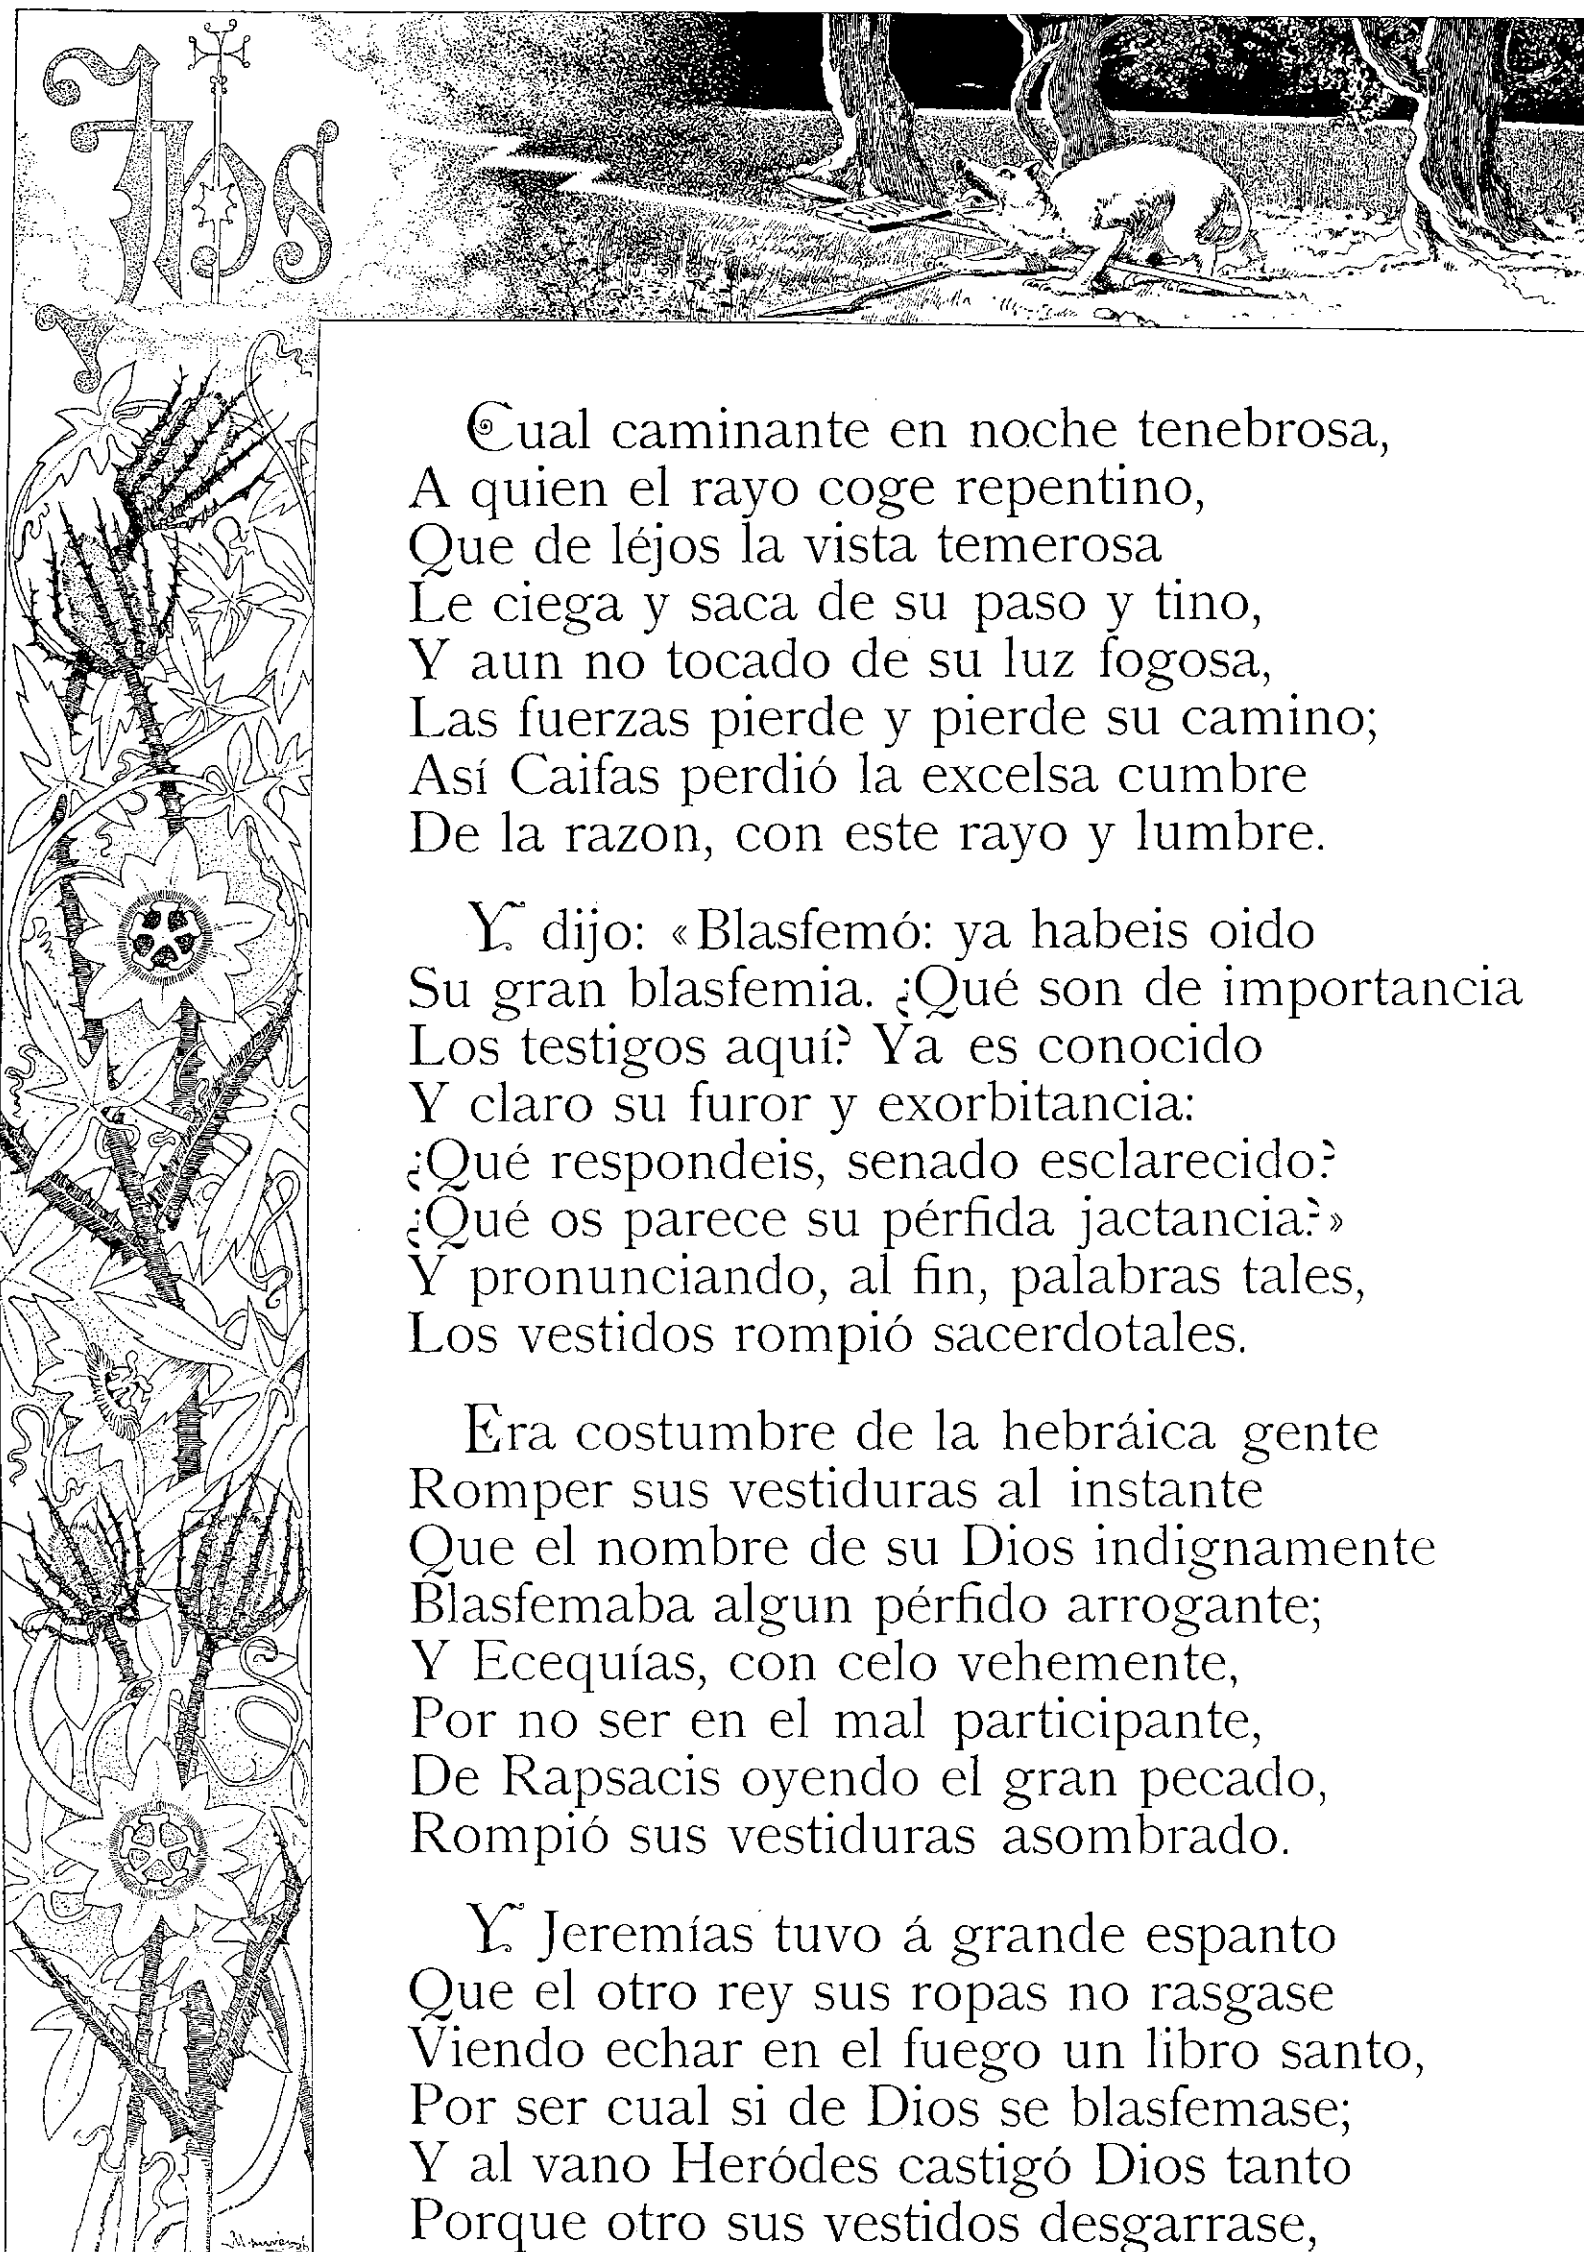 Jhs
Cual caminante en noche tenebrosa,
A quien el rayo coge repentino,
Que de léjos la vista temerosa
Le ciega y saca de su paso y tino,
Y aun no tocado de su luz fogosa,
Las fuerzas pierde y pierde su camino;
Así Caifas perdió la excelsa cumbre
De la razon, con este rayo y lumbre.
Y dijo: «Blasfemó: ya habeis oido
Su gran blasfemia. ¿Qué son de importancia
Los testigos aquí? Ya es conocido
Y claro su furor y exorbitancia:
¿Qué respondeis, senado esclarecido?
¿Qué os parece su pérfida jactancia?»
Y pronunciando, al fin, palabras tales,
Los vestidos rompió sacerdotales.
Era costumbre de la hebráica gente
Romper sus vestiduras al instante
Que el nombre de su Dios indignamente
Blasfemaba algun pérfido arrogante;
Y Ecequías, con celo vehemente,
Por no ser en el mal participante,
De Rapsacis oyendo el gran pecado,
Rompió sus vestiduras asombrado.
Y Jeremías tuvo á grande espanto
Que el otro rey sus ropas no rasgase
Viendo echar en el fuego un libro santo,
Por ser cual si de Dios se blasfemase;
Y al vano Heródes castigó Dios tanto
Porque otro sus vestidos desgarrase,